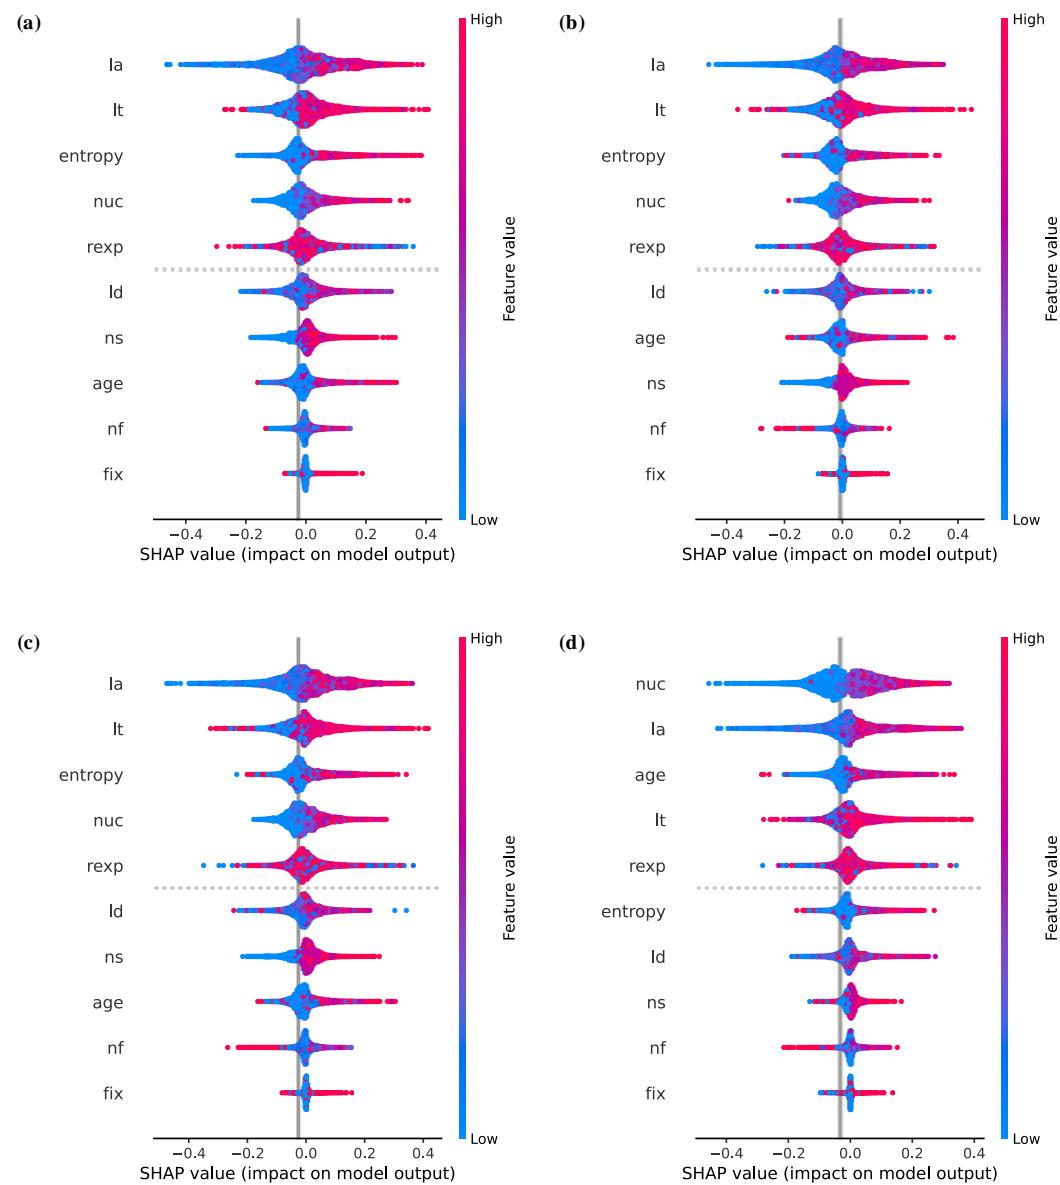 (a)
High
la
lt
entropy
nuc
rexp
ld
ns
age
nf
fix
Low
Feature value
−0.4 −0.2 0.0 0.2 0.4
SHAP value (impact on model output)
(b)
High
la
lt
entropy
nuc
rexp
ld
age
ns
nf
fix
Low
Feature value
−0.4 −0.2 0.0 0.2 0.4
SHAP value (impact on model output)
(c)
High
la
lt
entropy
nuc
rexp
ld
ns
age
nf
fix
Low
Feature value
−0.4 −0.2 0.0 0.2 0.4
SHAP value (impact on model output)
(d)
High
nuc
la
age
lt
rexp
entropy
ld
ns
nf
fix
Low
Feature value
−0.4 −0.2 0.0 0.2 0.4
SHAP value (impact on model output)